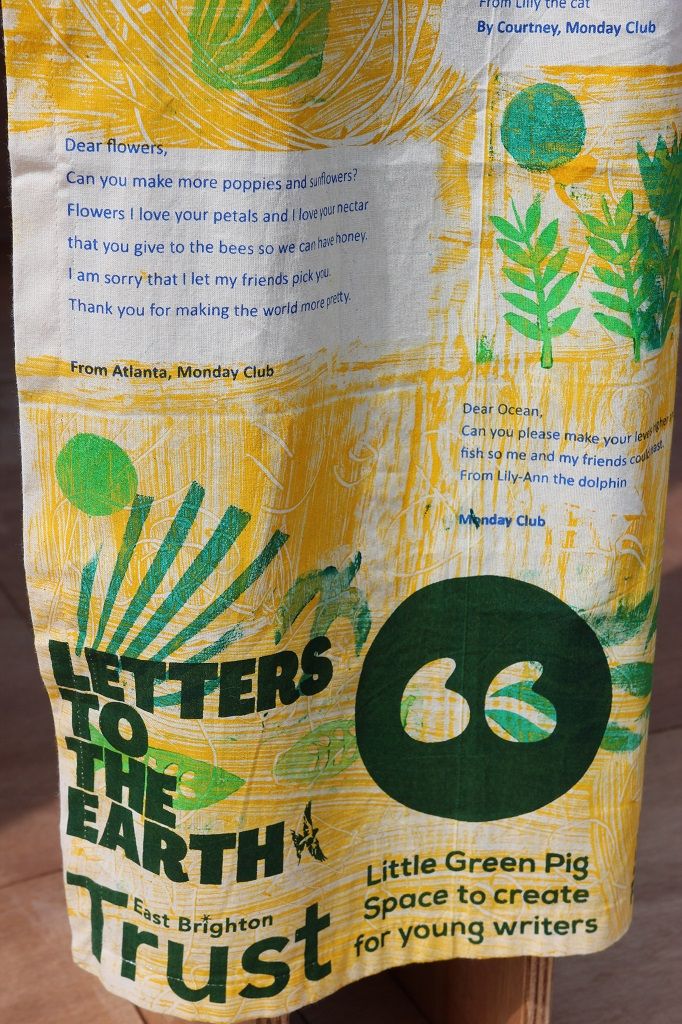 From Lilly the cat
By Courtney, Monday Club
Dear flowers,
Can you make more poppies and sunflowers?
Flowers I love your petals and I love your nectar
that you give to the bees so we can have honey.
I am sorry that I let my friends pick you.
Thank you for making the world more pretty.
From Atlanta, Monday Club
Dear Ocean,
Can you please make your levels higher
fish so me and my friends could
From Lily-Ann the dolphin
Monday Club
LETTERS
TO
THE
EARTH
East Brighton
Trust
Little Green Pig
Space to create
for young writers